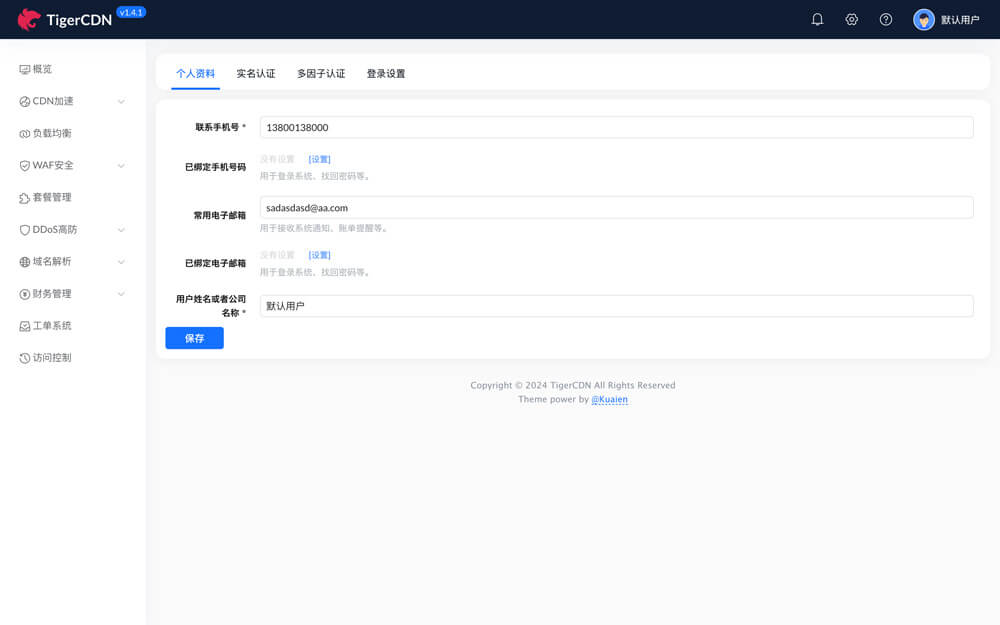 TigerCDN v1.4.1
默认用户
概览
CDN加速
负载均衡
WAF安全
套餐管理
DDoS高防
域名解析
财务管理
工单系统
访问控制
个人资料 实名认证 多因子认证 登录设置
联系手机号 * 13800138000
已绑定手机号码 没有设置 [设置]
用于登录系统、找回密码等。
常用电子邮箱 sadasdasd@aa.com
用于接收系统通知、账单提醒等。
已绑定电子邮箱 没有设置 [设置]
用于登录系统、找回密码等。
用户姓名或者公司
名称 * 默认用户
保存
Copyright © 2024 TigerCDN All Rights Reserved
Theme power by @Kuaien